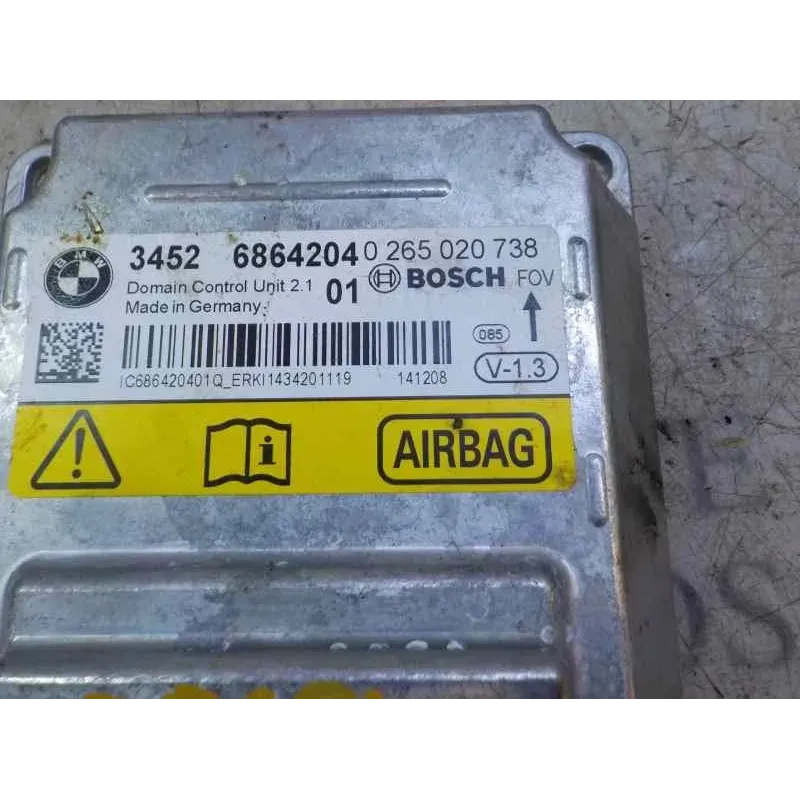 BMW
3452 6864204 0 265 020 738
Domain Control Unit 2.1 01 BOSCH FOV
Made in Germany
085
V-1.3
IC686420401Q_ERKI1434201119 141208
AIRBAG